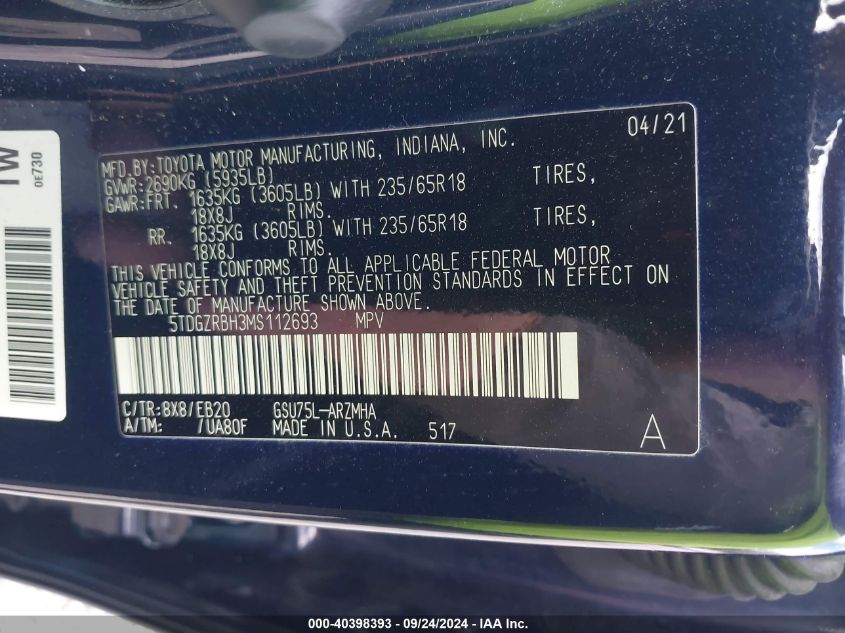 TW
0E730
04/21
MFD.BY:TOYOTA MOTOR MANUFACTURING, INDIANA, INC.
GVWR:2690KG (5935LB)
GAWR:FRT. 1635KG (3605LB) WITH 235/65R18 TIRES,
18X8J RIMS.
RR. 1635KG (3605LB) WITH 235/65R18 TIRES,
18X8J RIMS.
THIS VEHICLE CONFORMS TO ALL APPLICABLE FEDERAL MOTOR
VEHICLE SAFETY AND THEFT PREVENTION STANDARDS IN EFFECT ON
THE DATE OF MANUFACTURE SHOWN ABOVE.
5TDGZRBH3MS112693 MPV
C/TR:8X8/EB20 GSU75L-ARZMHA
A/TM: /UA80F MADE IN U.S.A. 517
A
000-40398393 / 09/24/2024 - IAA Inc.